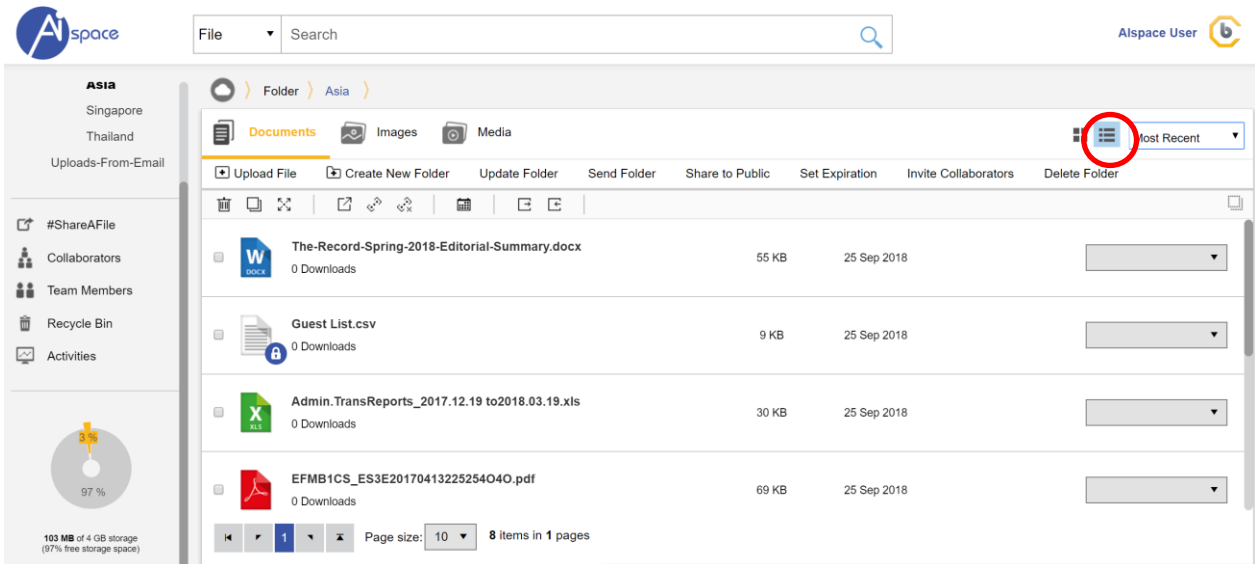 Ai space
File
Search
AIspace User
b
Asia
Singapore
Thailand
Uploads-From-Email
#ShareAFile
Collaborators
Team Members
Recycle Bin
Activities
3 %
97 %
103 MB of 4 GB storage
(97% free storage space)
Folder Asia
Documents Images Media
Most Recent
Upload File Create New Folder Update Folder Send Folder Share to Public Set Expiration Invite Collaborators Delete Folder
W
DOCX
The-Record-Spring-2018-Editorial-Summary.docx
0 Downloads
55 KB 25 Sep 2018
Guest List.csv
0 Downloads
9 KB 25 Sep 2018
X
XLS
Admin.TransReports_2017.12.19 to2018.03.19.xls
0 Downloads
30 KB 25 Sep 2018
EFMB1CS_ES3E20170413225254O4O.pdf
0 Downloads
69 KB 25 Sep 2018
1 Page size: 10 8 items in 1 pages